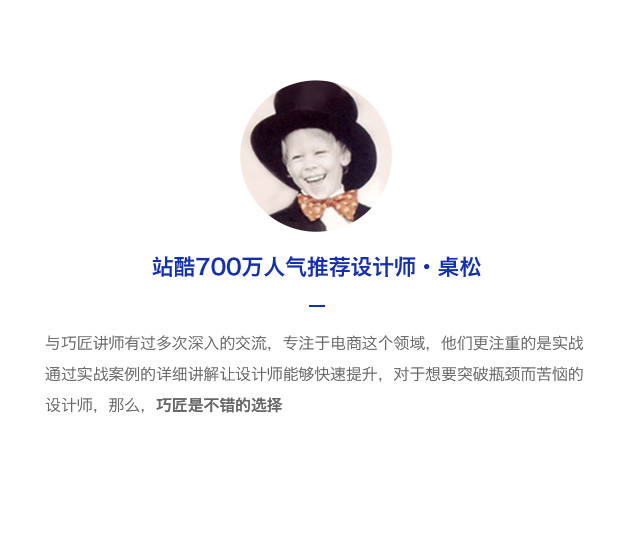 站酷700万人气推荐设计师·桌松
与巧匠讲师有过多次深入的交流，专注于电商这个领域，他们更注重的是实战
通过实战案例的详细讲解让设计师能够快速提升，对于想要突破瓶颈而苦恼的
设计师，那么，巧匠是不错的选择